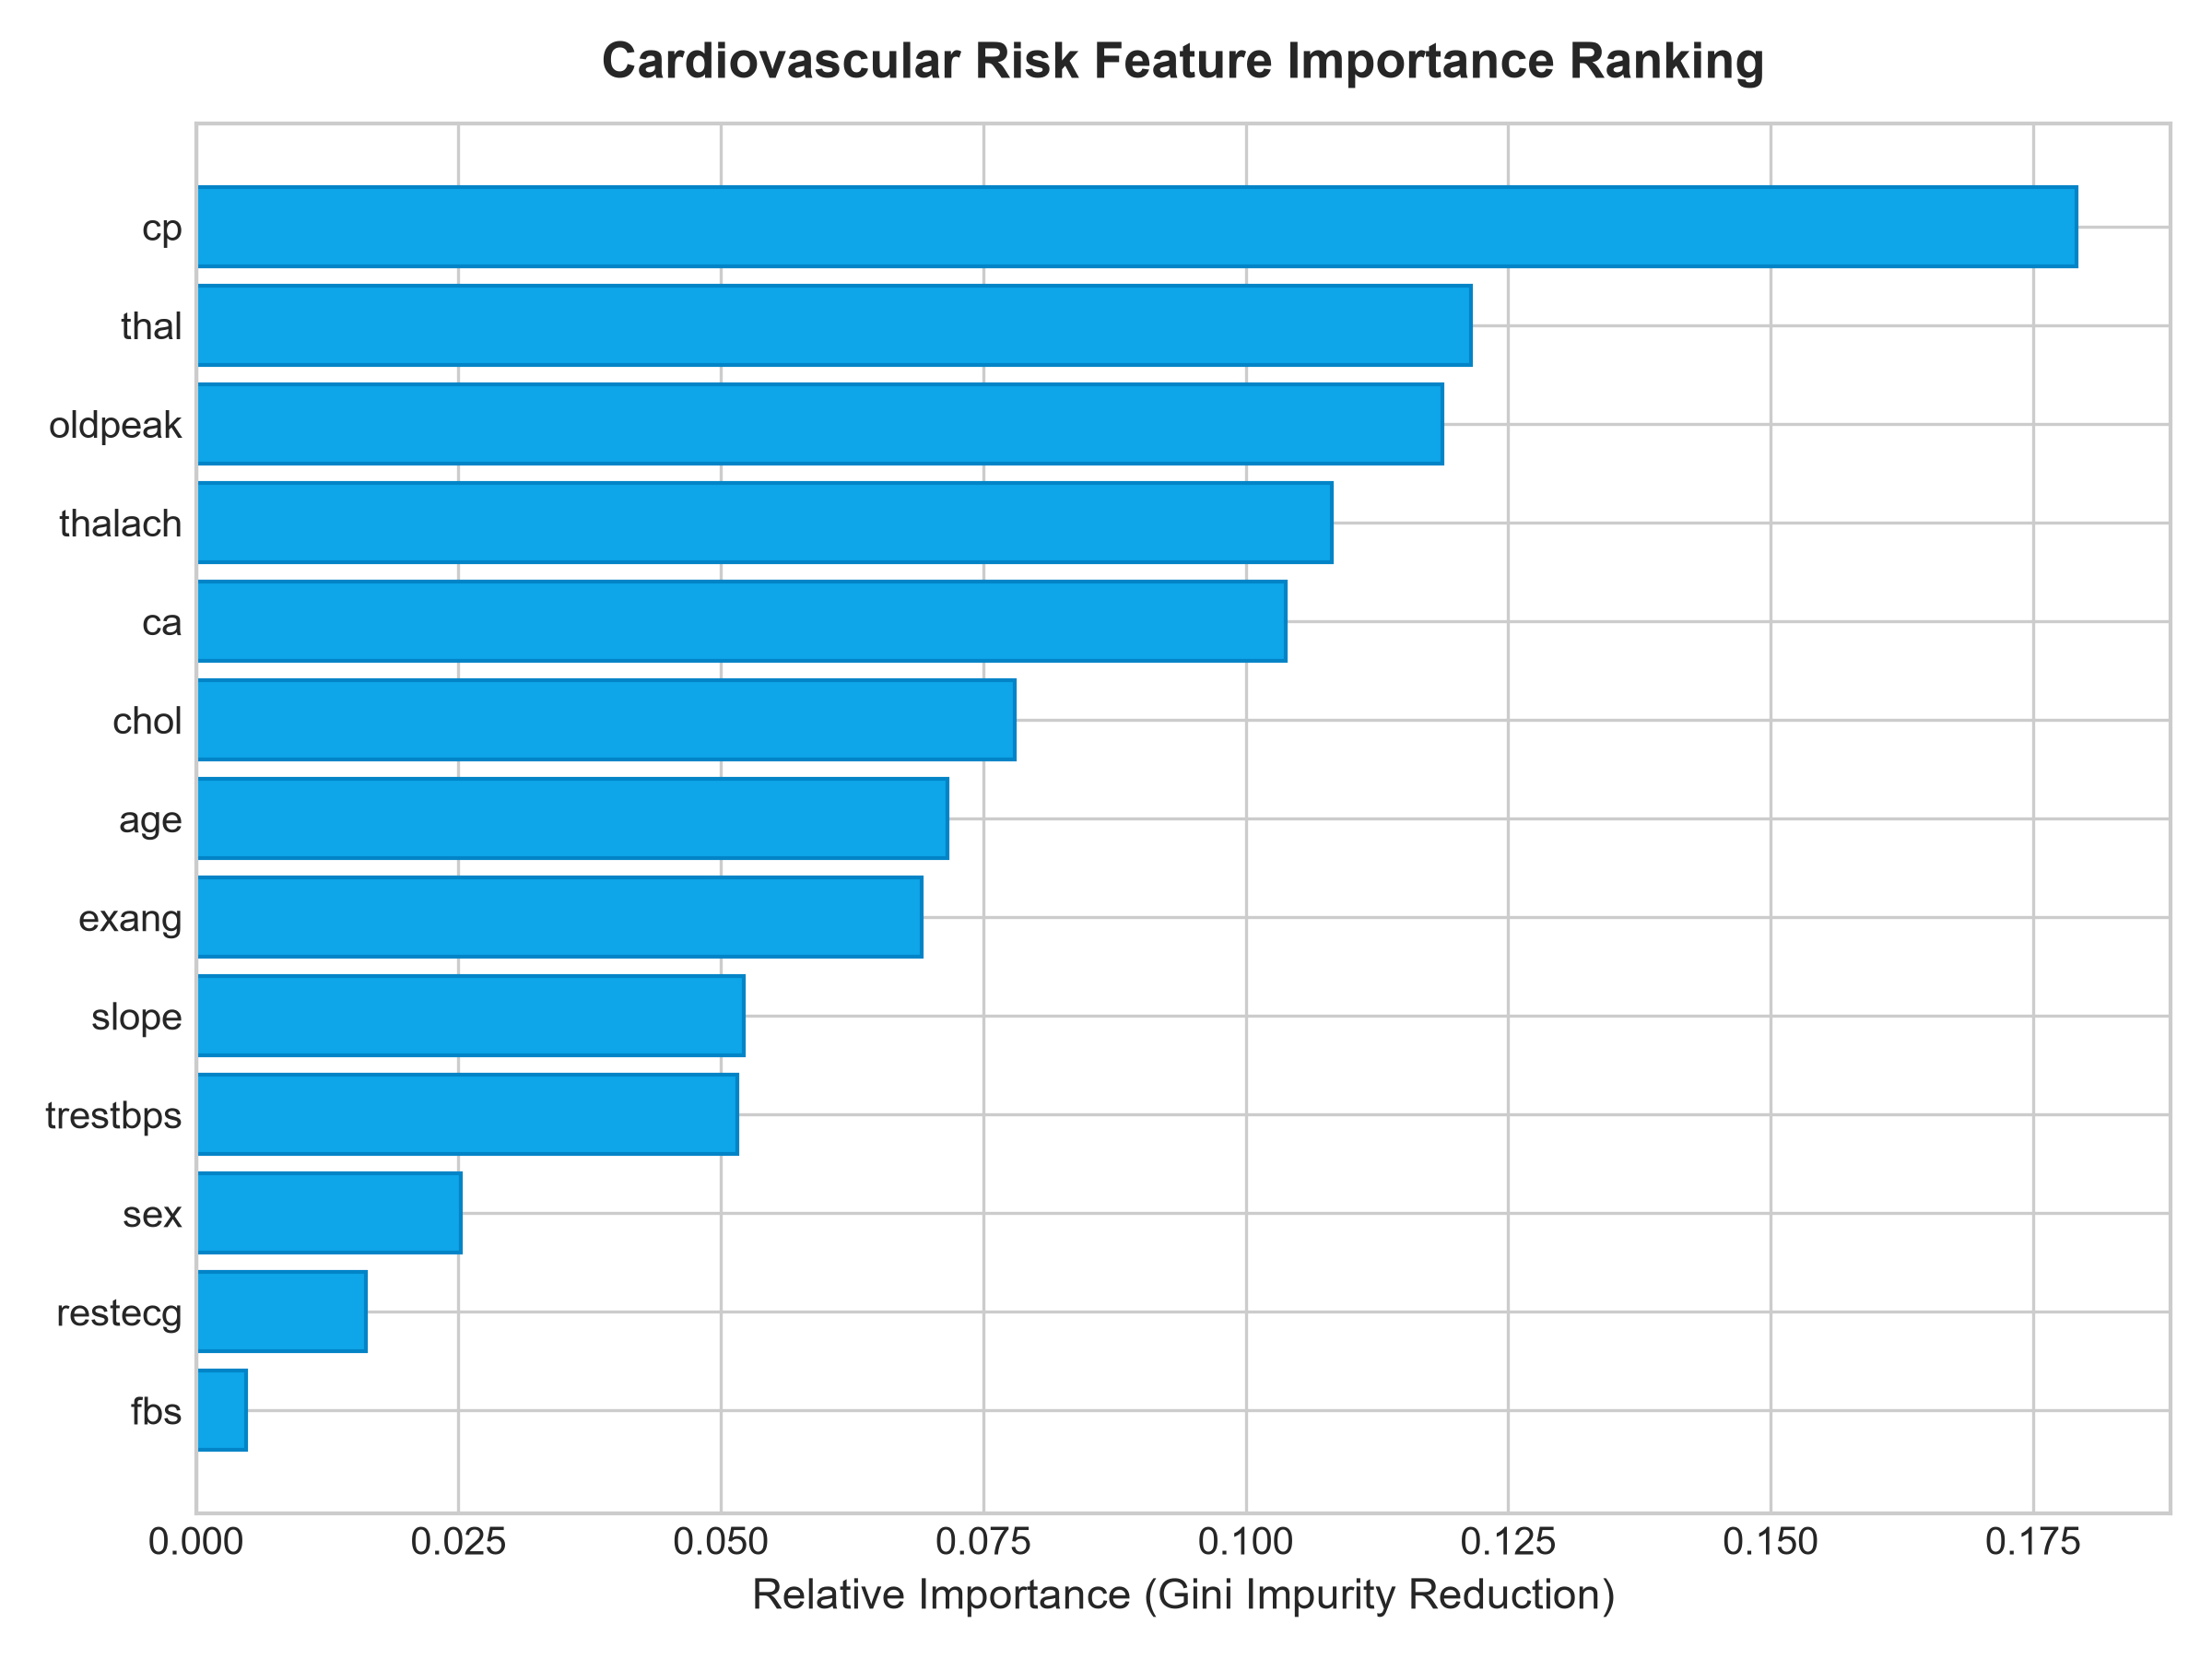 Cardiovascular Risk Feature Importance Ranking
cp
thal
oldpeak
thalach
ca
chol
age
exang
slope
trestbps
sex
restecg
fbs
0.000 0.025 0.050 0.075 0.100 0.125 0.150 0.175
Relative Importance (Gini Impurity Reduction)